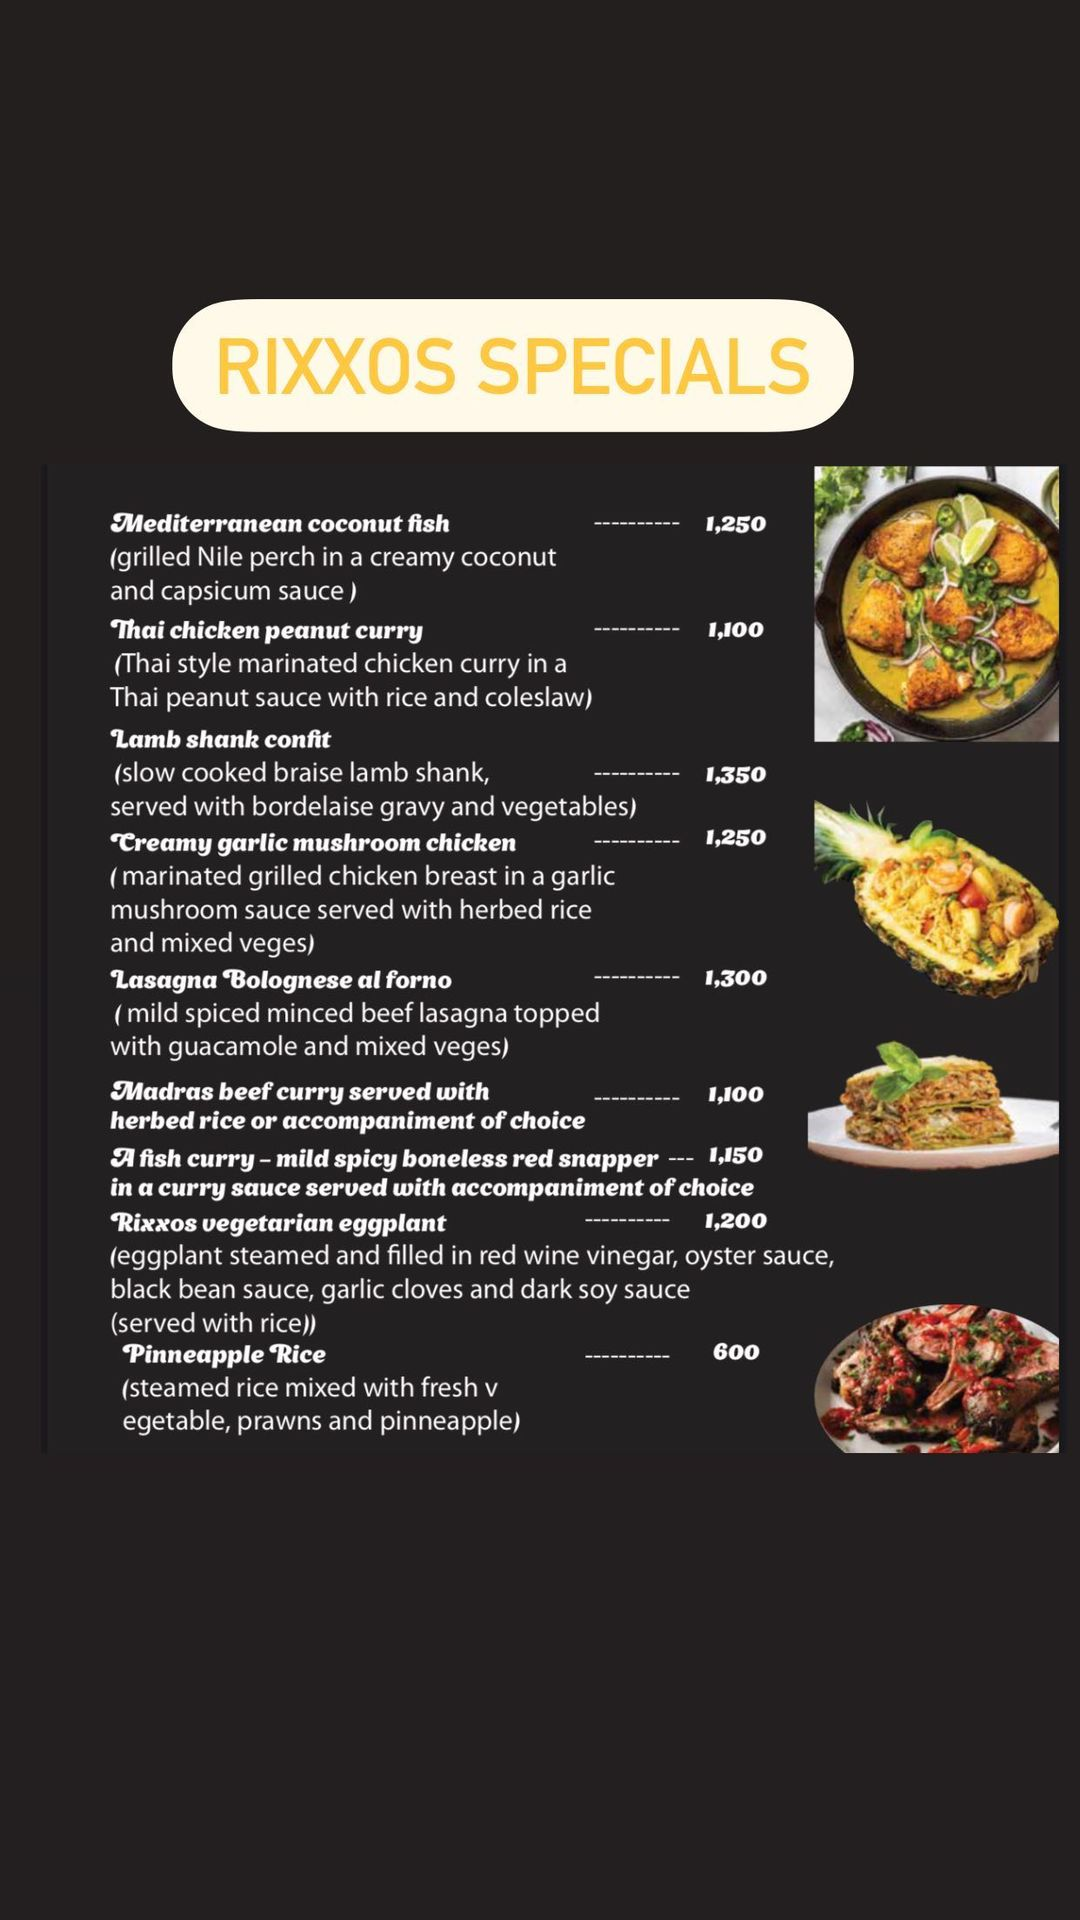 RIXXOS SPECIALS
Mediterranean coconut fish ---------- 1,250
(grilled Nile perch in a creamy coconut
and capsicum sauce )
Thai chicken peanut curry ---------- 1,100
(Thai style marinated chicken curry in a
Thai peanut sauce with rice and coleslaw)
Lamb shank confit
(slow cooked braise lamb shank, ---------- 1,350
served with bordelaise gravy and vegetables)
Creamy garlic mushroom chicken ---------- 1,250
( marinated grilled chicken breast in a garlic
mushroom sauce served with herbed rice
and mixed veges)
Lasagna Bolognese al forno ---------- 1,300
( mild spiced minced beef lasagna topped
with guacamole and mixed veges)
Madras beef curry served with ---------- 1,100
herbed rice or accompaniment of choice
A fish curry – mild spicy boneless red snapper --- 1,150
in a curry sauce served with accompaniment of choice
Rixxos vegetarian eggplant ---------- 1,200
(eggplant steamed and filled in red wine vinegar, oyster sauce,
black bean sauce, garlic cloves and dark soy sauce
(served with rice))
Pinneapple Rice ---------- 600
(steamed rice mixed with fresh v
egetable, prawns and pinneapple)